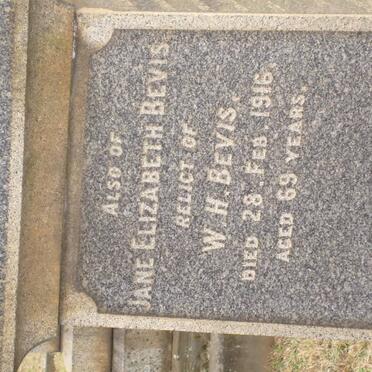 ALSO OF
JANE ELIZABETH BEVIS
RELICT OF
W.H. BEVIS.
DIED 28. FEB. 1916.
AGED 69 YEARS.